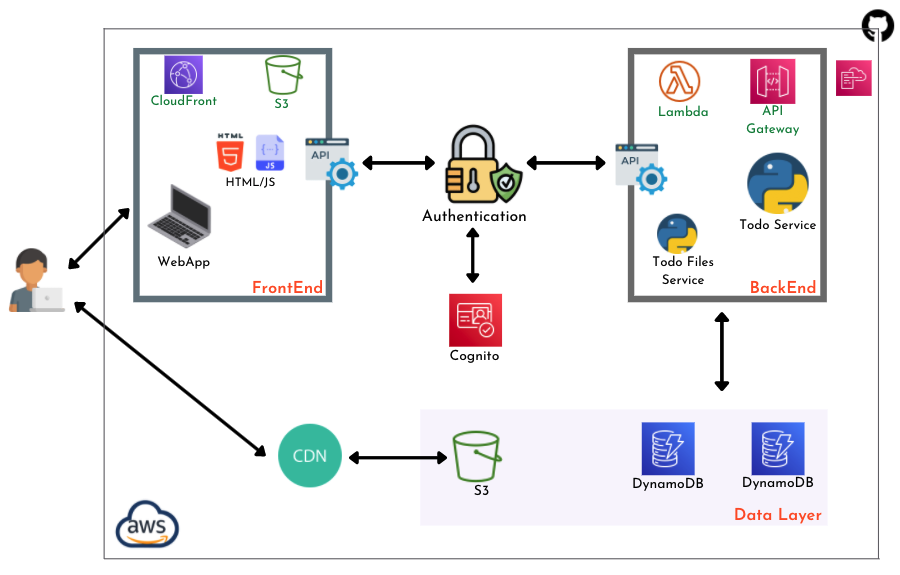 CloudFront
S3
HTML
JS
HTML/JS
API
WebApp
FrontEnd
Authentication
Cognito
API
Lambda
API
Gateway
Todo Service
Todo Files
Service
BackEnd
CDN
S3
DynamoDB
DynamoDB
Data Layer
aws